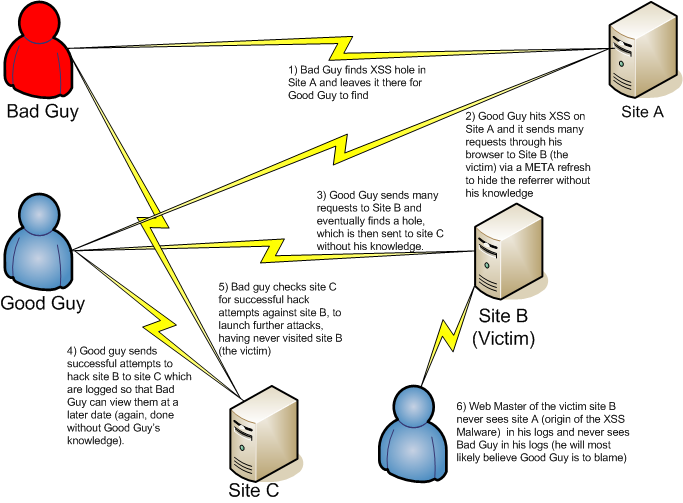 Bad Guy
1) Bad Guy finds XSS hole in
Site A and leaves it there for
Good Guy to find
Site A
2) Good Guy hits XSS on
Site A and it sends many
requests through his
browser to Site B (the
victim) via a META refresh
to hide the referrer without
his knowledge
3) Good Guy sends many
requests to Site B and
eventually finds a hole,
which is then sent to site C
without his knowledge.
Good Guy
Site B
(Victim)
5) Bad guy checks site C
for successful hack
attempts against site B, to
launch further attacks,
having never visited site B
(the victim)
4) Good guy sends
successful attempts to
hack site B to site C which
are logged so that Bad
Guy can view them at a
later date (again, done
without Good Guy's
knowledge).
Site C
6) Web Master of the victim site B
never sees site A (origin of the XSS
Malware) in his logs and never sees
Bad Guy in his logs (he will most
likely believe Good Guy is to blame)